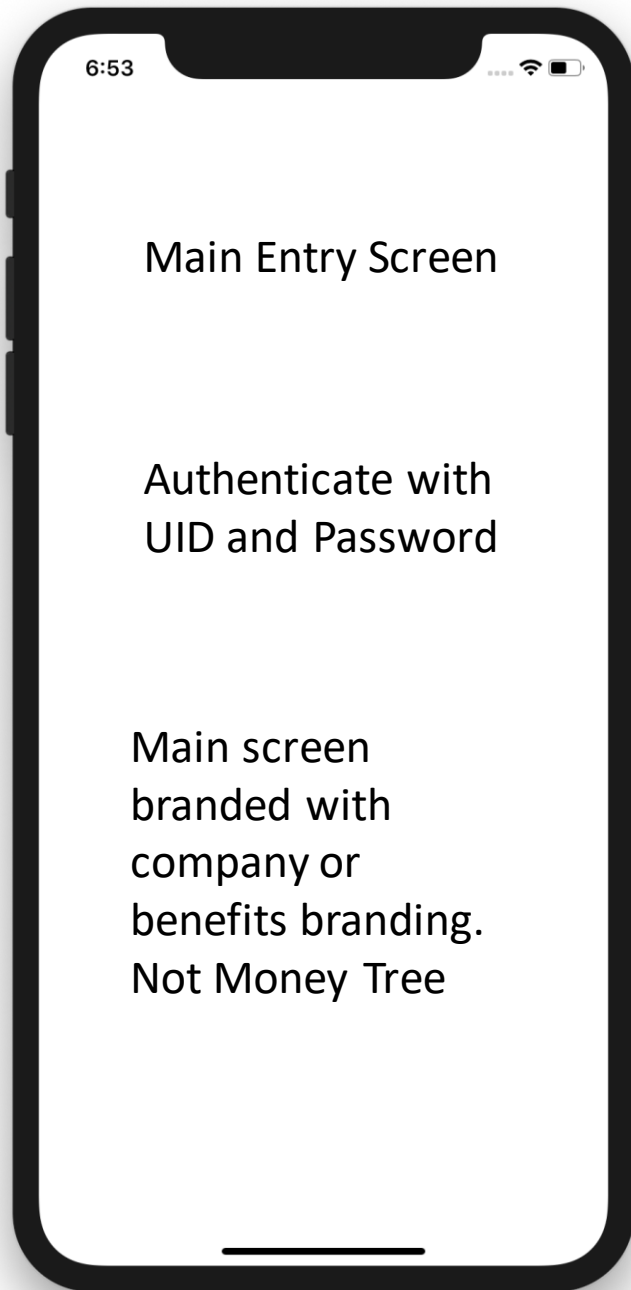 6:53
Main Entry Screen
Authenticate with
UID and Password
Main screen
branded with
company or
benefits branding.
Not Money Tree